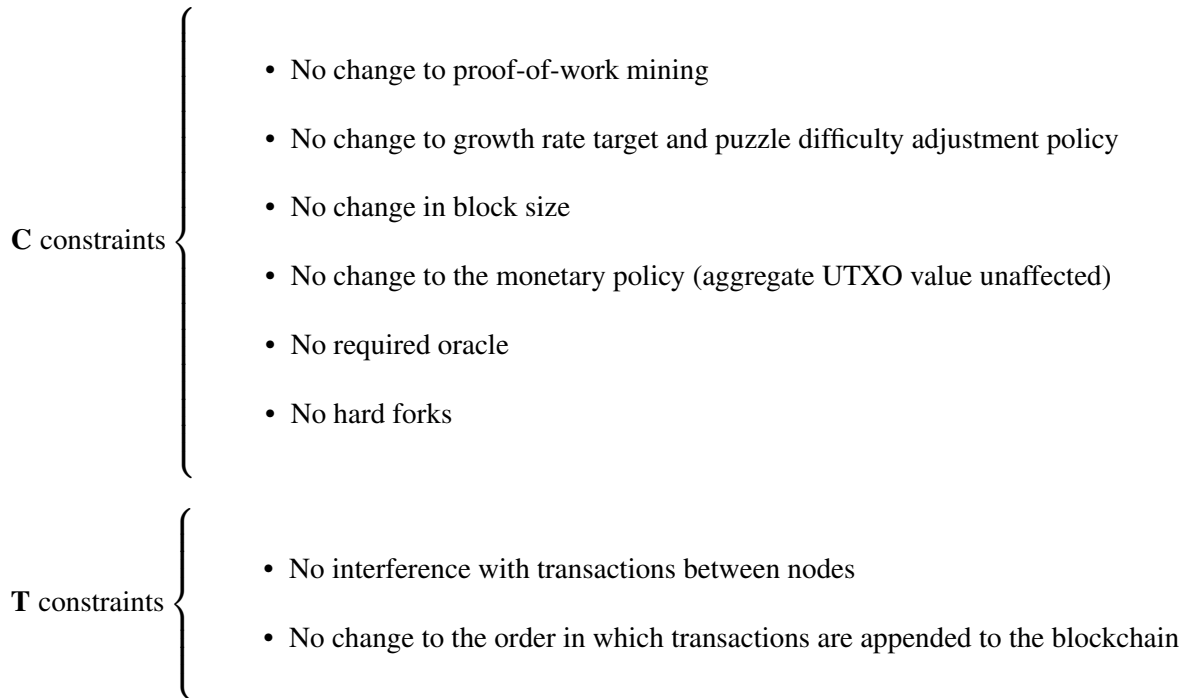 • No change to proof-of-work mining
• No change to growth rate target and puzzle difficulty adjustment policy
• No change in block size
C constraints
• No change to the monetary policy (aggregate UTXO value unaffected)
• No required oracle
• No hard forks
• No interference with transactions between nodes
T constraints
• No change to the order in which transactions are appended to the blockchain